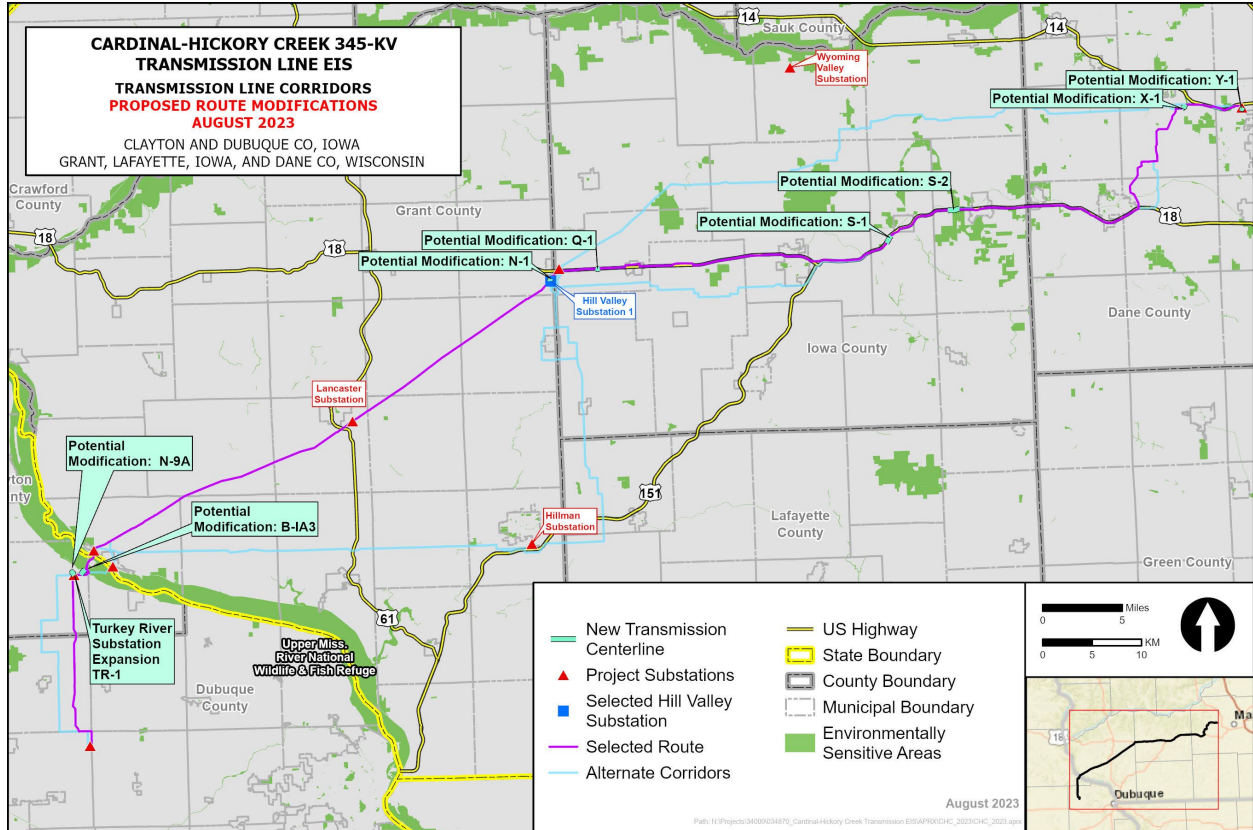 CARDINAL-HICKORY CREEK 345-KV
TRANSMISSION LINE EIS
TRANSMISSION LINE CORRIDORS
PROPOSED ROUTE MODIFICATIONS
AUGUST 2023
CLAYTON AND DUBUQUE CO, IOWA
GRANT, LAFAYETTE, IOWA, AND DANE CO, WISCONSIN
14
Sauk County
14
Wyoming
Valley
Substation
Potential Modification: Y-1
Potential Modification: X-1
Crawford
County
Grant County
Potential Modification: S-2
18
18
Potential Modification: S-1
18
Potential Modification: Q-1
Potential Modification: N-1
Hill Valley
Substation 1
Dane County
Iowa County
Lancaster
Substation
Potential
Modification: N-9A
yton
nty
151
Potential
Modification: B-IA3
Hillman
Substation
Lafayette
County
Green County
61
Turkey River
Substation
Expansion
TR-1
Upper Miss.
River National
Wildlife & Fish Refuge
Dubuque
County
New Transmission
Centerline
Project Substations
Selected Hill Valley
Substation
Selected Route
Alternate Corridors
US Highway
State Boundary
County Boundary
Municipal Boundary
Environmentally
Sensitive Areas
August 2023
Miles
0 5
KM
0 5 10
Ma
18
Dubuque